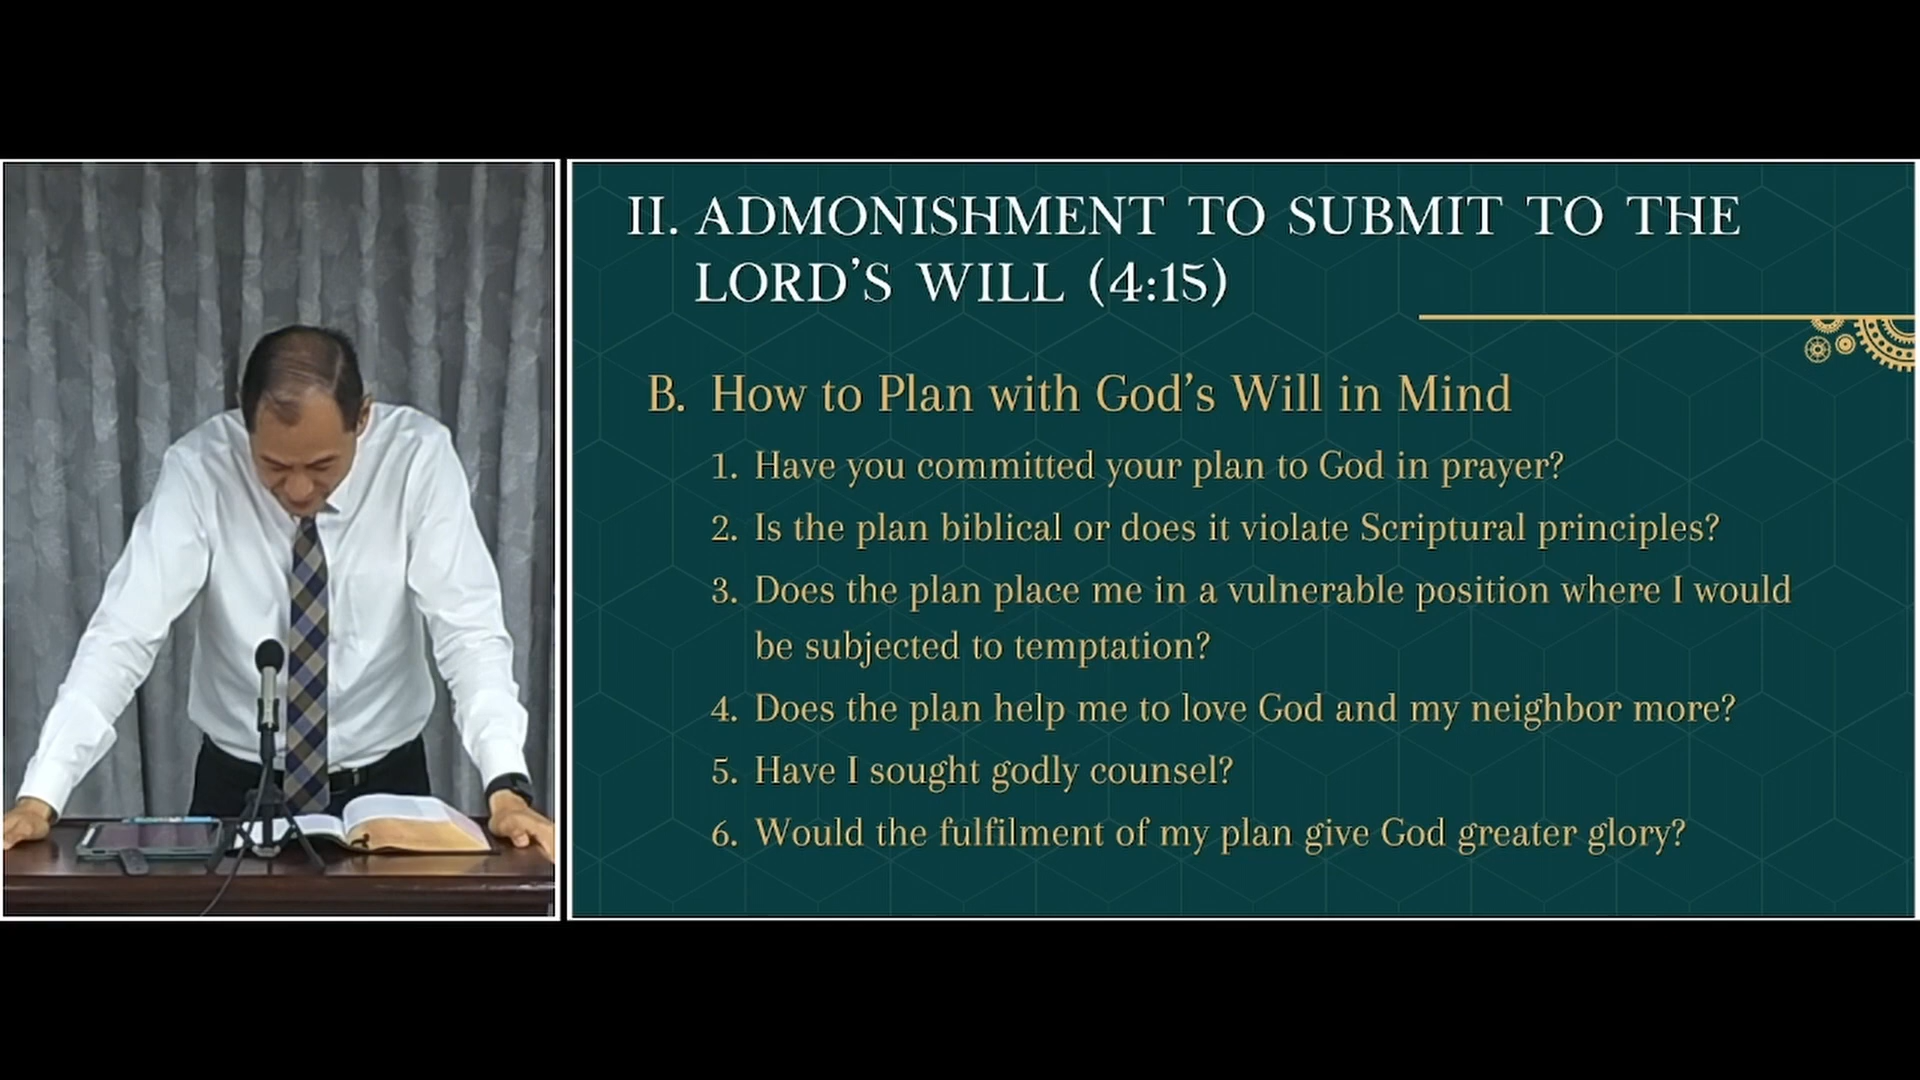 II. ADMONISHMENT TO SUBMIT TO THE
LORD’S WILL (4:15)
B. How to Plan with God’s Will in Mind
1. Have you committed your plan to God in prayer?
2. Is the plan biblical or does it violate Scriptural principles?
3. Does the plan place me in a vulnerable position where I would
be subjected to temptation?
4. Does the plan help me to love God and my neighbor more?
5. Have I sought godly counsel?
6. Would the fulfilment of my plan give God greater glory?